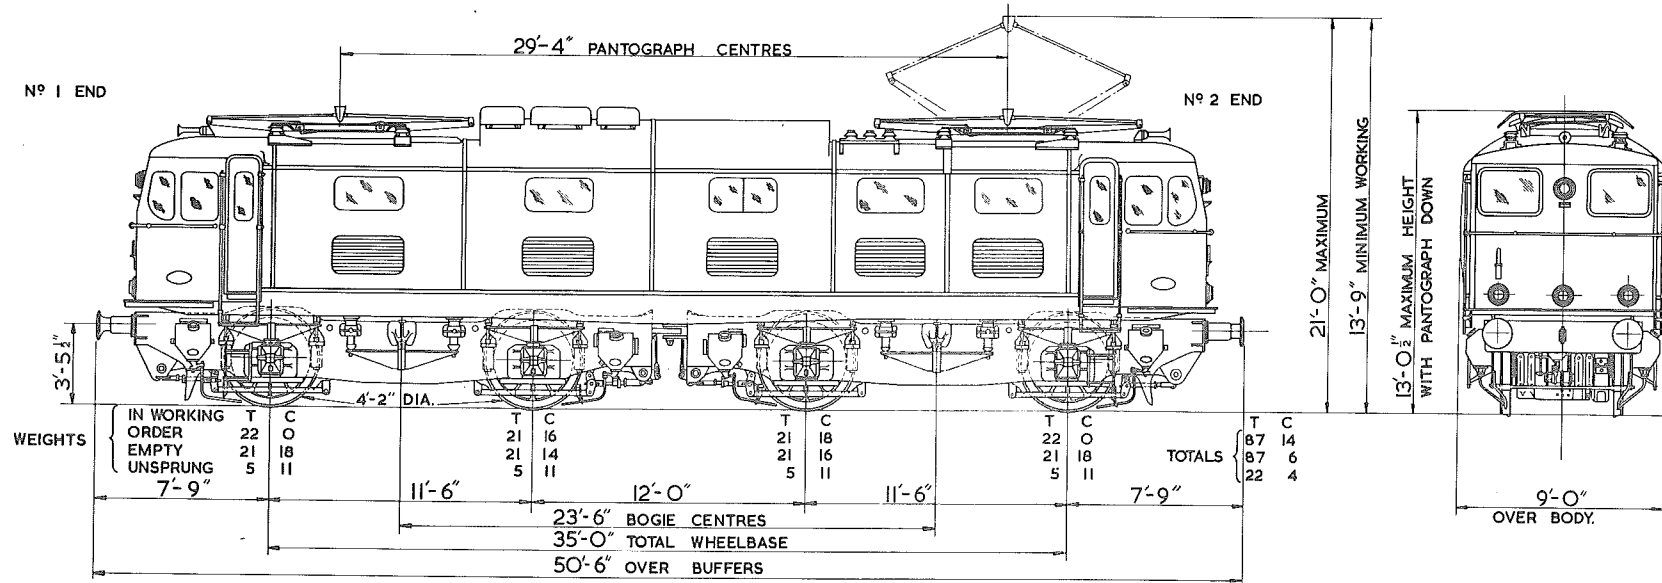 29'-4" PANTOGRAPH CENTRES
Nº 1 END
Nº 2 END
21'-0" MAXIMUM
13'-9" MINIMUM WORKING
13'-0½" MAXIMUM HEIGHT
WITH PANTOGRAPH DOWN
3'-5½"
4'-2" DIA.
WEIGHTS
IN WORKING ORDER T C 22 0
EMPTY 21 18
UNSPRUNG 5 11
T C
21 16
21 14
5 11
T C
21 18
21 16
5 11
T C
22 0
21 18
5 11
TOTALS
T C
87 14
87 6
22 4
7'-9" 11'-6" 12'-0" 11'-6" 7'-9"
23'-6" BOGIE CENTRES
35'-0" TOTAL WHEELBASE
50'-6" OVER BUFFERS
9'-0"
OVER BODY.